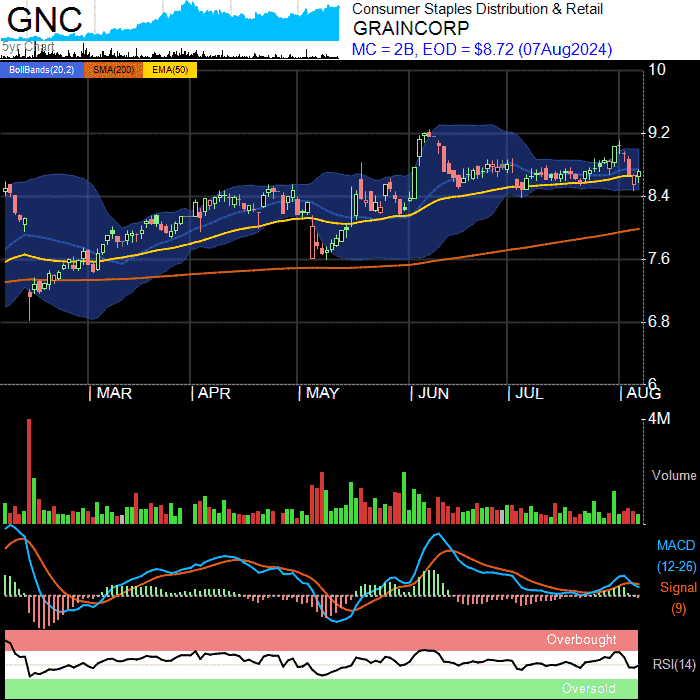 GNC
5yr Chart
Consumer Staples Distribution & Retail
GRAINCORP
MC = 2B, EOD = $8.72 (07Aug2024)
BollBands(20,2) SMA(200) EMA(50)
10
9.2
8.4
7.6
6.8
6
MAR APR MAY JUN JUL AUG
4M
Volume
MACD
(12-26)
Signal
(9)
Overbought
RSI(14)
Oversold